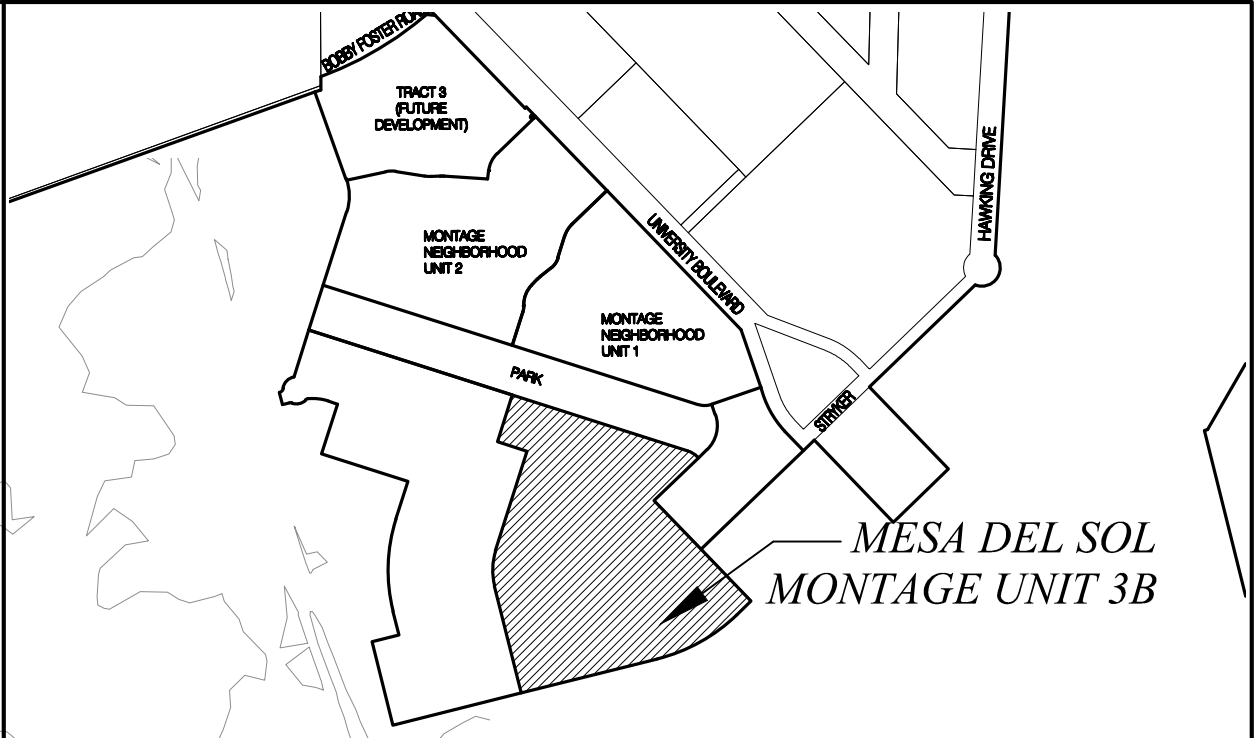 BOBBY FOSTER ROAD
TRACT 3
(FUTURE
DEVELOPMENT)
MONTAGE
NEIGHBORHOOD
UNIT 2
UNIVERSITY BOULEVARD
HAWKING DRIVE
MONTAGE
NEIGHBORHOOD
UNIT 1
PARK
STRYKER
MESA DEL SOL
MONTAGE UNIT 3B